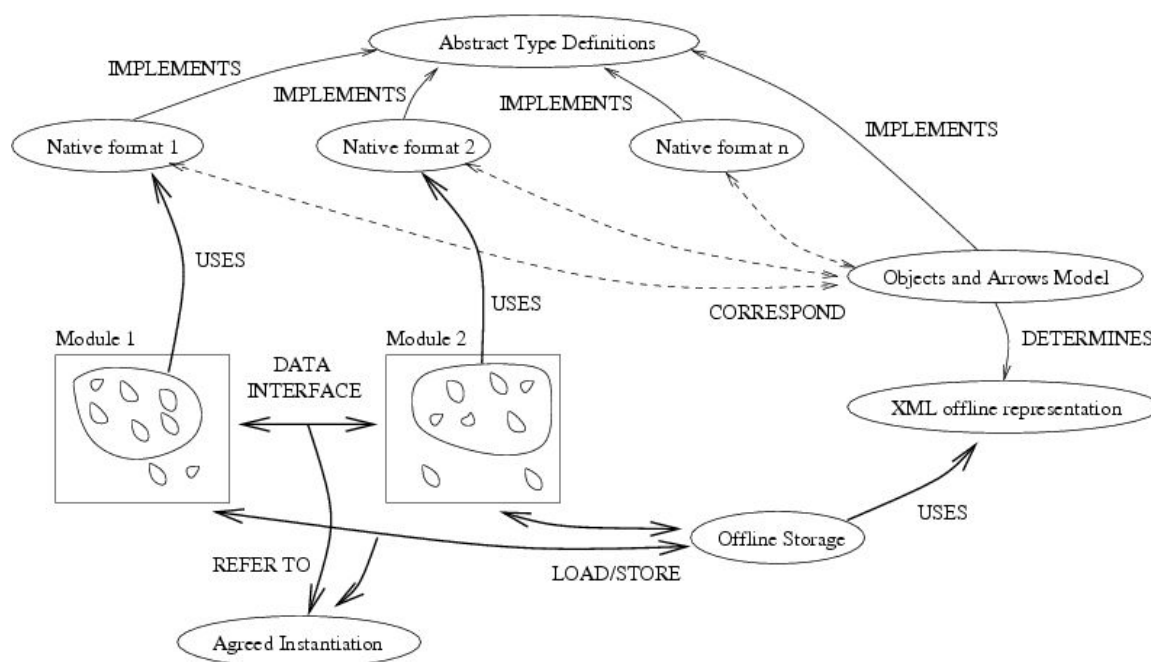 Abstract Type Definitions
IMPLEMENTS
IMPLEMENTS
IMPLEMENTS
IMPLEMENTS
Native format 1
Native format 2
Native format n
USES
USES
Objects and Arrows Model
CORRESPOND
DETERMINES
Module 1
Module 2
DATA
INTERFACE
XML offline representation
USES
Offline Storage
REFER TO
LOAD/STORE
Agreed Instantiation